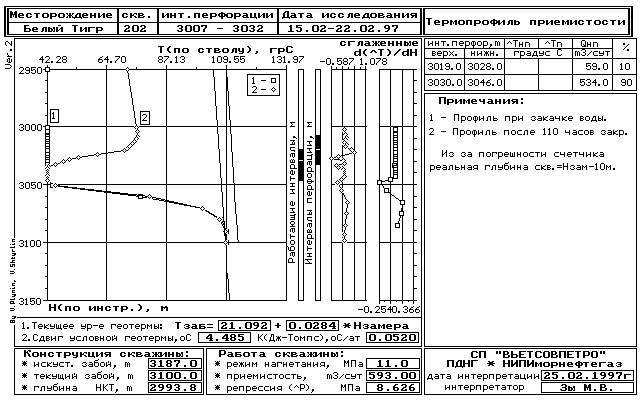 Месторождение скв. инт.перфорации Дата исследования
Белый Тигр 202 3007 - 3032 15.02-22.02.97
Термопрофиль приемистости
Ver.2
T(по стволу), грС
42.28 64.70 87.13 109.55 131.97
сглаженные
d(^T)/dH
-0.587 1.078
1 -
2 -
2950
3000
3050
3100
3150
1
2
Работающие интервалы, м
Интервалы перфорации, м
H(по инстр.), м
-0.254 0.366
инт.перфор,м ^Тнп ^Тп Qнп %
верх. нижн. градус С м3/сут
3019.0 3028.0 59.0 10
3030.0 3046.0 534.0 90
Примечания:
1 - Профиль при закачке воды.
2 - Профиль после 110 часов закр.
Из за погрешности счетчика
реальная глубина скв.=Hзам-10м.
1.Текущее ур-е геотермы: Тзаб= 21.092 + 0.0284 *Hзамера
2.Сдвиг условной геотермы,оС 4.485 K(Дж-Томпс),оС/ат 0.0520
Конструкция скважины:
* искуст. забой, м 3187.0
* текущий забой, м 3100.0
* глубина НКТ, м 2993.8
Работа скважины:
* режим нагнетания, МПа 11.0
* приемистость, м3/сут 593.00
* репрессия (^P), МПа 8.626
СП "ВЬЕТСОВПЕТРО"
ПДНГ * НИПИморнефтегаз
дата интерпретации 25.02.1997г
интерпретатор Зы М.В.